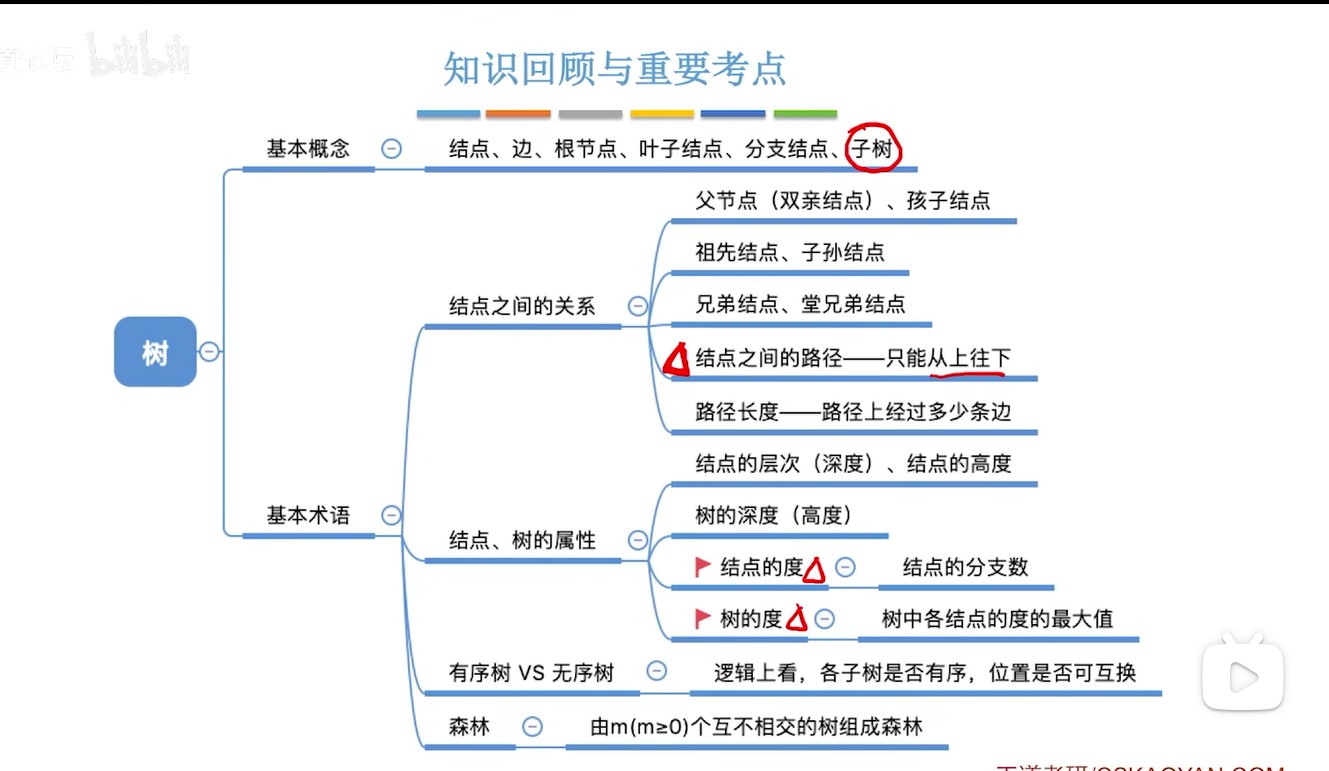 bilibili
知识回顾与重要考点
基本概念
结点、边、根节点、叶子结点、分支结点、子树
父节点（双亲结点）、孩子结点
祖先结点、子孙结点
结点之间的关系
兄弟结点、堂兄弟结点
结点之间的路径——只能从上往下
树
路径长度——路径上经过多少条边
结点的层次（深度）、结点的高度
基本术语
树的深度（高度）
结点、树的属性
结点的度
结点的分支数
树的度
树中各结点的度的最大值
有序树 VS 无序树
逻辑上看，各子树是否有序，位置是否可互换
森林
由m(m≥0)个互不相交的树组成森林